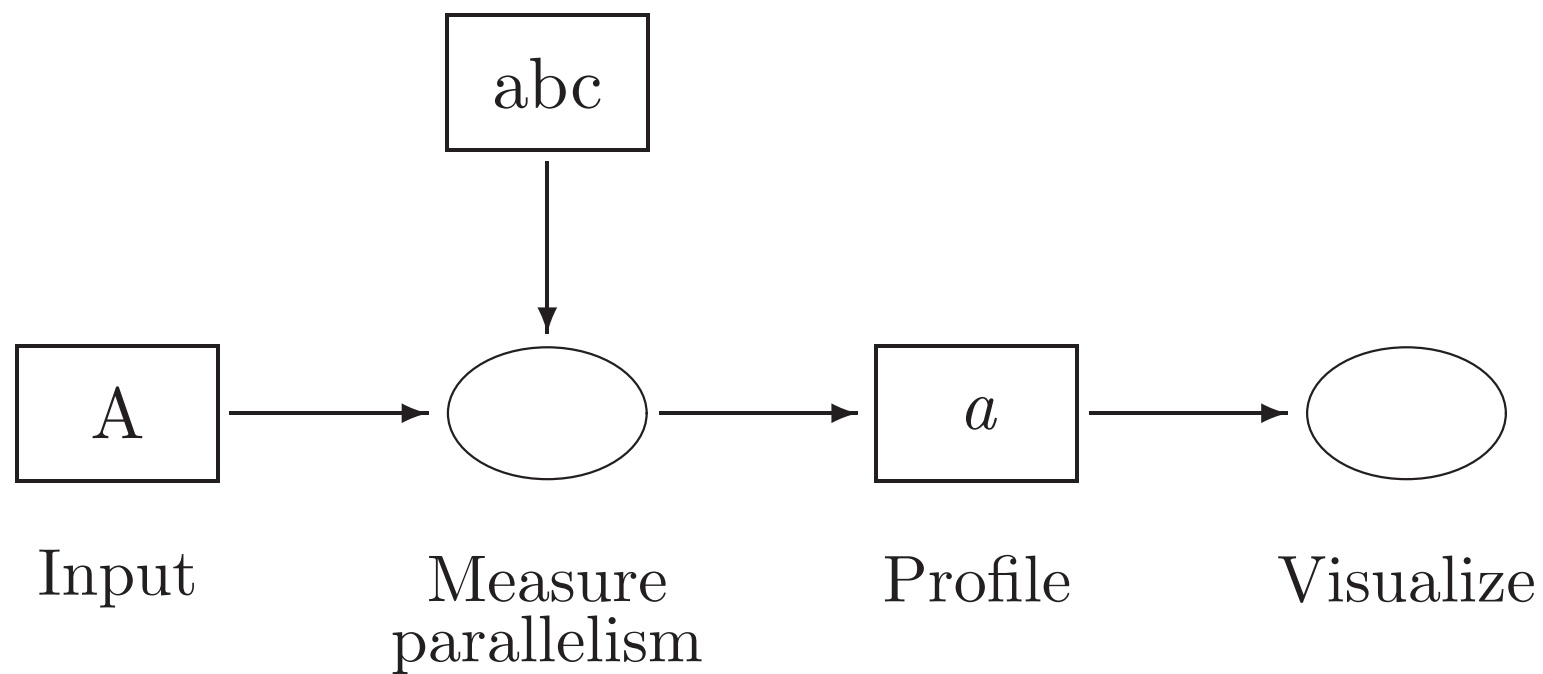 abc
A
a
Input
Measure
parallelism
Profile
Visualize